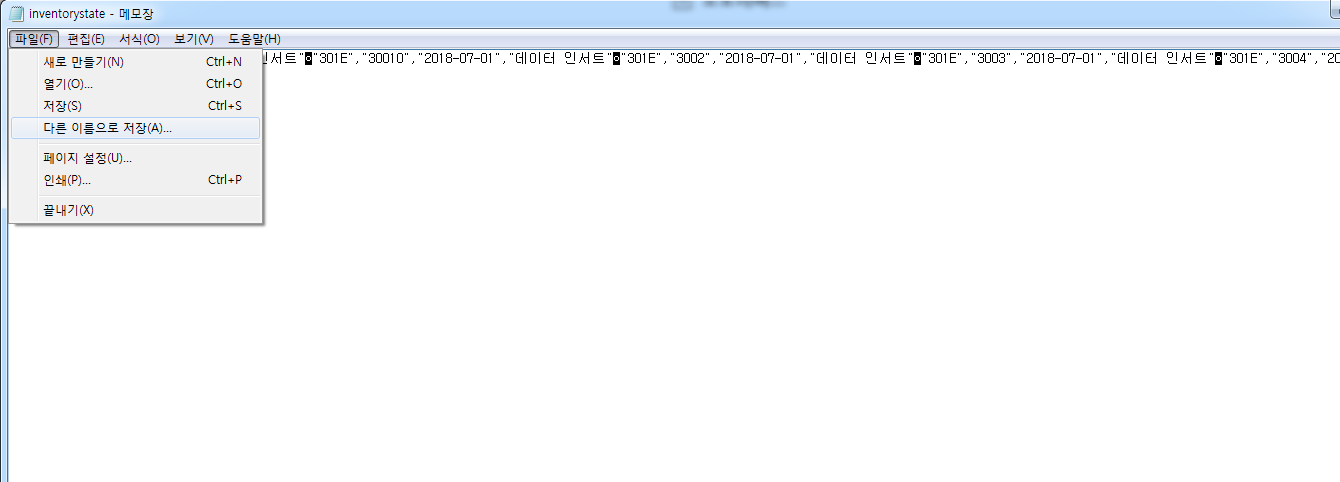 inventorystate - 메모장
파일(F) 편집(E) 서식(O) 보기(V) 도움말(H)
인서트"◙"301E","30010","2018-07-01","데이터 인서트"◙"301E","3002","2018-07-01","데이터 인서트"◙"301E","3003","2018-07-01","데이터 인서트"◙"301E","3004","20
새로 만들기(N) Ctrl+N
열기(O)... Ctrl+O
저장(S) Ctrl+S
다른 이름으로 저장(A)...
페이지 설정(U)...
인쇄(P)... Ctrl+P
끝내기(X)